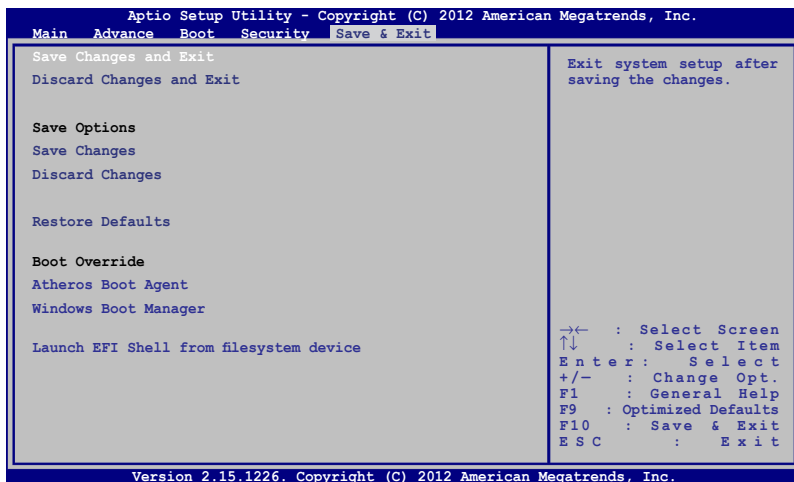 Aptio Setup Utility - Copyright (C) 2012 American Megatrends, Inc.
Main Advance Boot Security Save & Exit
Save Changes and Exit
Discard Changes and Exit
Save Options
Save Changes
Discard Changes
Restore Defaults
Boot Override
Atheros Boot Agent
Windows Boot Manager
Launch EFI Shell from filesystem device
Exit system setup after
saving the changes.
→← : Select Screen
↑↓ : Select Item
Enter: Select
+/— : Change Opt.
F1 : General Help
F9 : Optimized Defaults
F10 : Save & Exit
ESC : Exit
Version 2.15.1226. Copyright (C) 2012 American Megatrends, Inc.